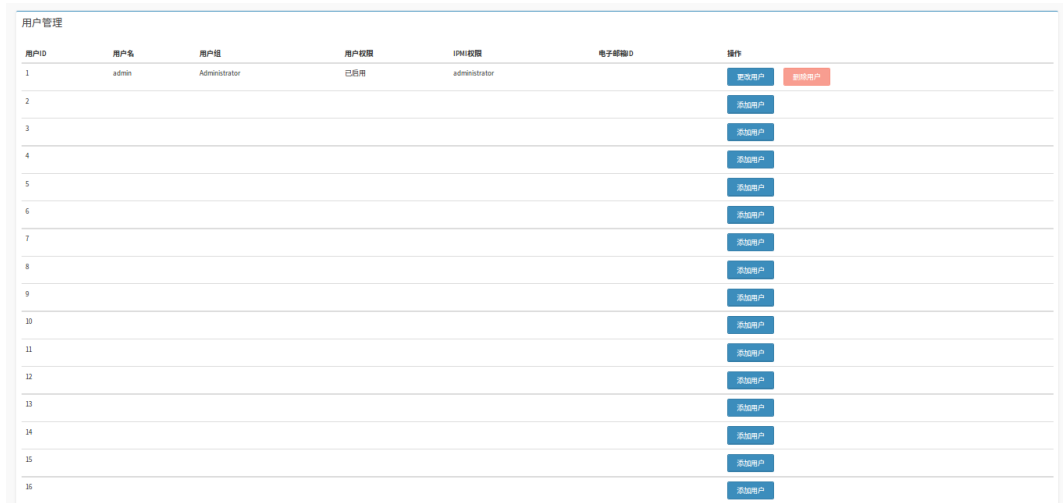 用户管理
用户ID 用户名 用户组 用户权限 IPMI权限 电子邮箱ID 操作
1 admin Administrator 已启用 administrator 更改用户 删除用户
2 添加用户
3 添加用户
4 添加用户
5 添加用户
6 添加用户
7 添加用户
8 添加用户
9 添加用户
10 添加用户
11 添加用户
12 添加用户
13 添加用户
14 添加用户
15 添加用户
16 添加用户